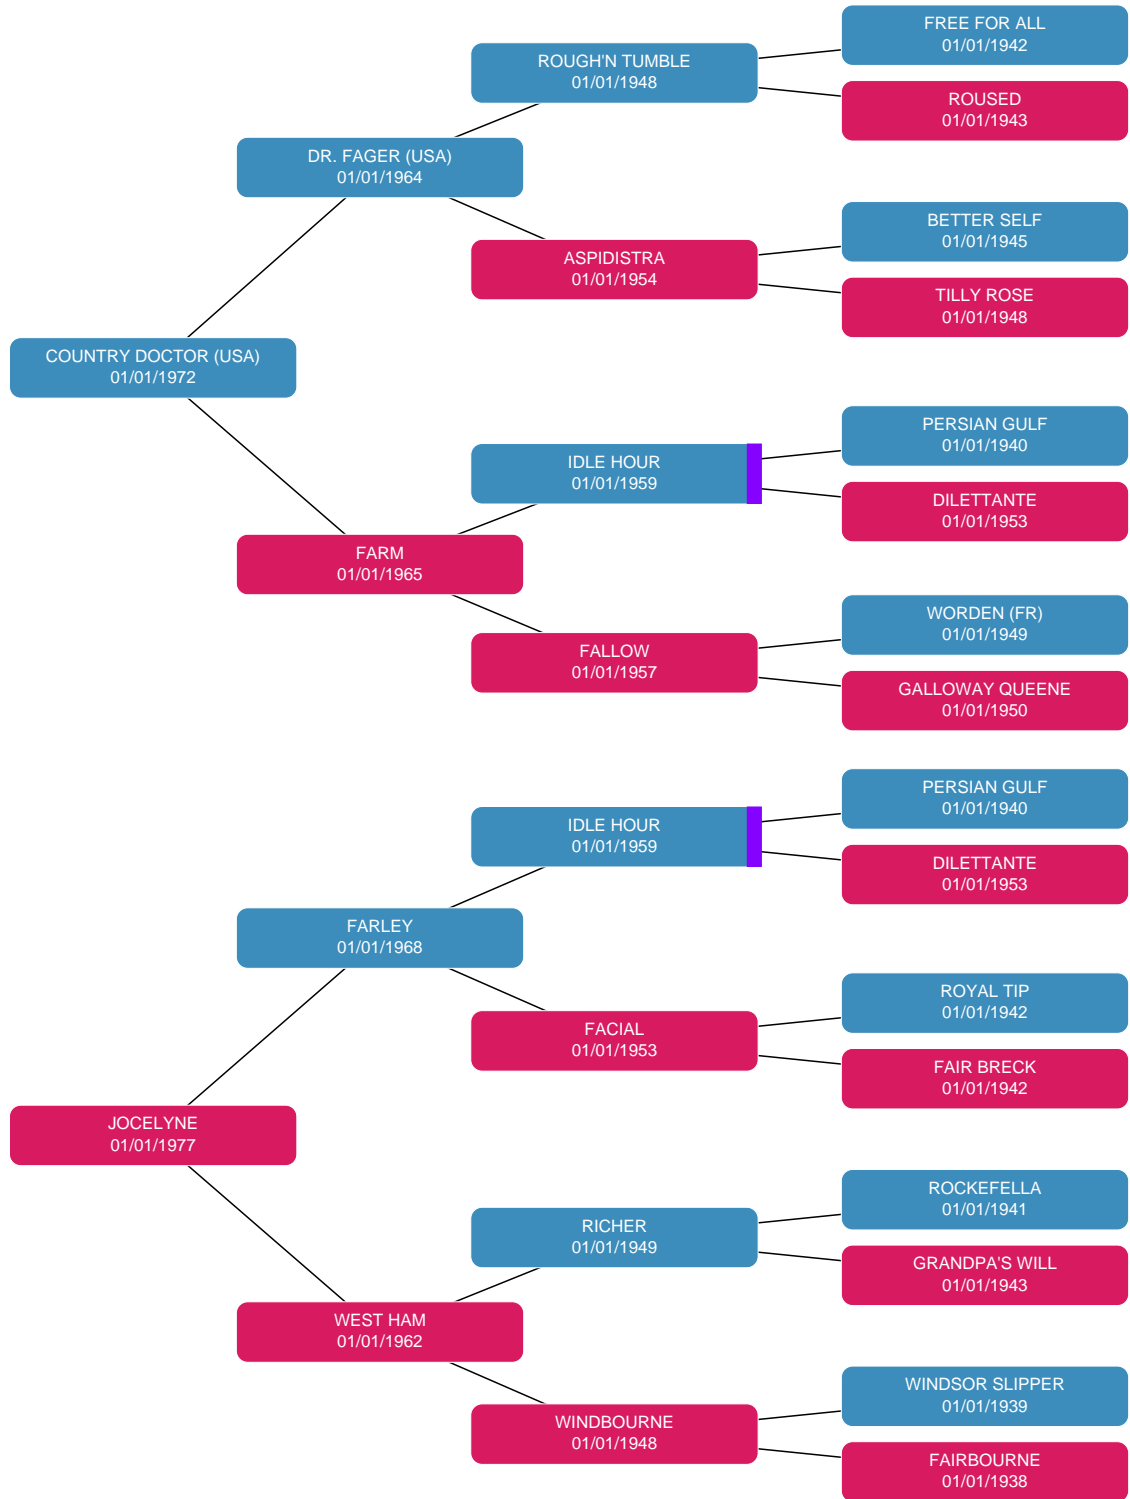 FREE FOR ALL
01/01/1942
ROUGH'N TUMBLE
01/01/1948
ROUSED
01/01/1943
DR. FAGER (USA)
01/01/1964
BETTER SELF
01/01/1945
ASPIDISTRA
01/01/1954
TILLY ROSE
01/01/1948
COUNTRY DOCTOR (USA)
01/01/1972
PERSIAN GULF
01/01/1940
IDLE HOUR
01/01/1959
DILETTANTE
01/01/1953
FARM
01/01/1965
WORDEN (FR)
01/01/1949
FALLOW
01/01/1957
GALLOWAY QUEENE
01/01/1950
PERSIAN GULF
01/01/1940
IDLE HOUR
01/01/1959
DILETTANTE
01/01/1953
FARLEY
01/01/1968
ROYAL TIP
01/01/1942
FACIAL
01/01/1953
FAIR BRECK
01/01/1942
JOCELYNE
01/01/1977
ROCKEFELLA
01/01/1941
RICHER
01/01/1949
GRANDPA'S WILL
01/01/1943
WEST HAM
01/01/1962
WINDSOR SLIPPER
01/01/1939
WINDBOURNE
01/01/1948
FAIRBOURNE
01/01/1938